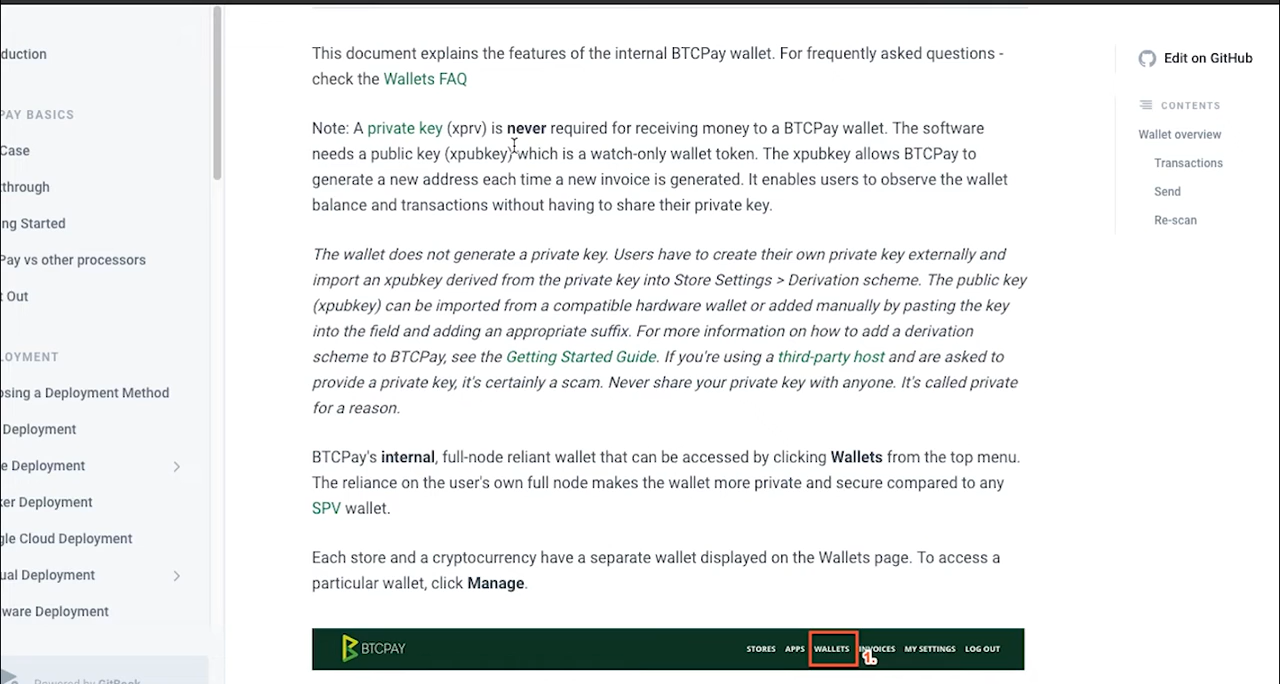 duction
PAY BASICS
Case
through
ng Started
Pay vs other processors
t Out
LOYMENT
osing a Deployment Method
Deployment
e Deployment
ker Deployment
gle Cloud Deployment
ual Deployment
ware Deployment
Powered by GitBook
This document explains the features of the internal BTCPay wallet. For frequently asked questions -
check the Wallets FAQ
Note: A private key (xprv) is never required for receiving money to a BTCPay wallet. The software
needs a public key (xpubkey) which is a watch-only wallet token. The xpubkey allows BTCPay to
generate a new address each time a new invoice is generated. It enables users to observe the wallet
balance and transactions without having to share their private key.
The wallet does not generate a private key. Users have to create their own private key externally and
import an xpubkey derived from the private key into Store Settings > Derivation scheme. The public key
(xpubkey) can be imported from a compatible hardware wallet or added manually by pasting the key
into the field and adding an appropriate suffix. For more information on how to add a derivation
scheme to BTCPay, see the Getting Started Guide. If you're using a third-party host and are asked to
provide a private key, it's certainly a scam. Never share your private key with anyone. It's called private
for a reason.
BTCPay's internal, full-node reliant wallet that can be accessed by clicking Wallets from the top menu.
The reliance on the user's own full node makes the wallet more private and secure compared to any
SPV wallet.
Each store and a cryptocurrency have a separate wallet displayed on the Wallets page. To access a
particular wallet, click Manage.
BTCPAY STORES APPS WALLETS INVOICES MY SETTINGS LOG OUT
1.
Edit on GitHub
CONTENTS
Wallet overview
Transactions
Send
Re-scan